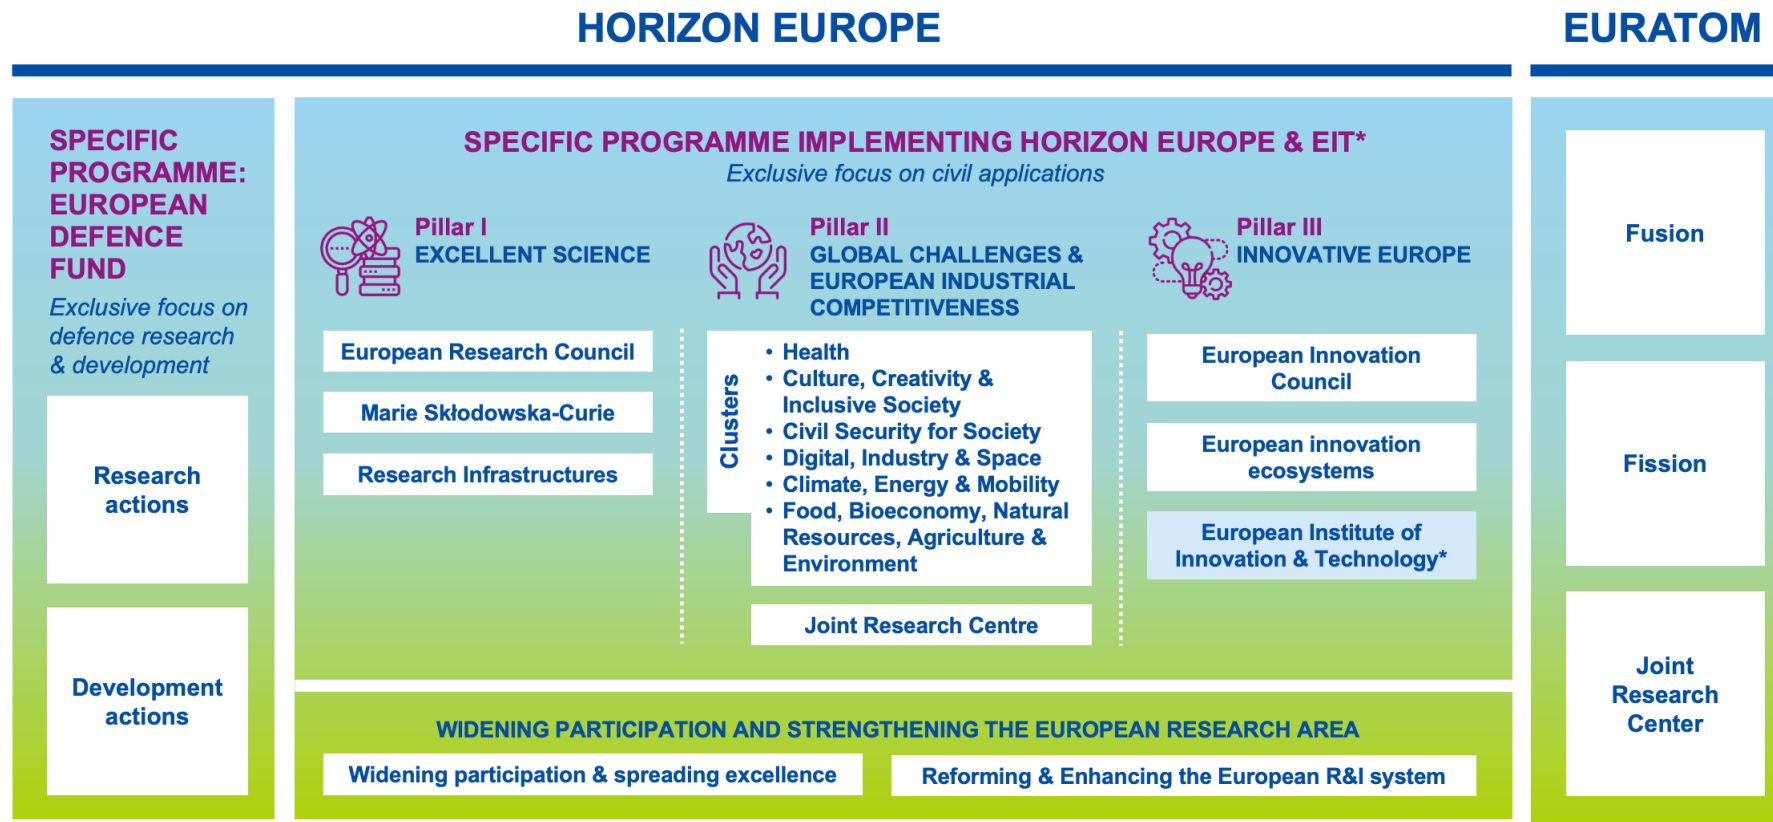 HORIZON EUROPE
EURATOM
SPECIFIC
PROGRAMME:
EUROPEAN
DEFENCE
FUND
Exclusive focus on
defence research
& development
Research
actions
Development
actions
SPECIFIC PROGRAMME IMPLEMENTING HORIZON EUROPE & EIT*
Exclusive focus on civil applications
Pillar I
EXCELLENT SCIENCE
European Research Council
Marie Skłodowska-Curie
Research Infrastructures
Pillar II
GLOBAL CHALLENGES &
EUROPEAN INDUSTRIAL
COMPETITIVENESS
Clusters
• Health
• Culture, Creativity &
Inclusive Society
• Civil Security for Society
• Digital, Industry & Space
• Climate, Energy & Mobility
• Food, Bioeconomy, Natural
Resources, Agriculture &
Environment
Joint Research Centre
Pillar III
INNOVATIVE EUROPE
European Innovation
Council
European innovation
ecosystems
European Institute of
Innovation & Technology*
WIDENING PARTICIPATION AND STRENGTHENING THE EUROPEAN RESEARCH AREA
Widening participation & spreading excellence
Reforming & Enhancing the European R&I system
Fusion
Fission
Joint
Research
Center